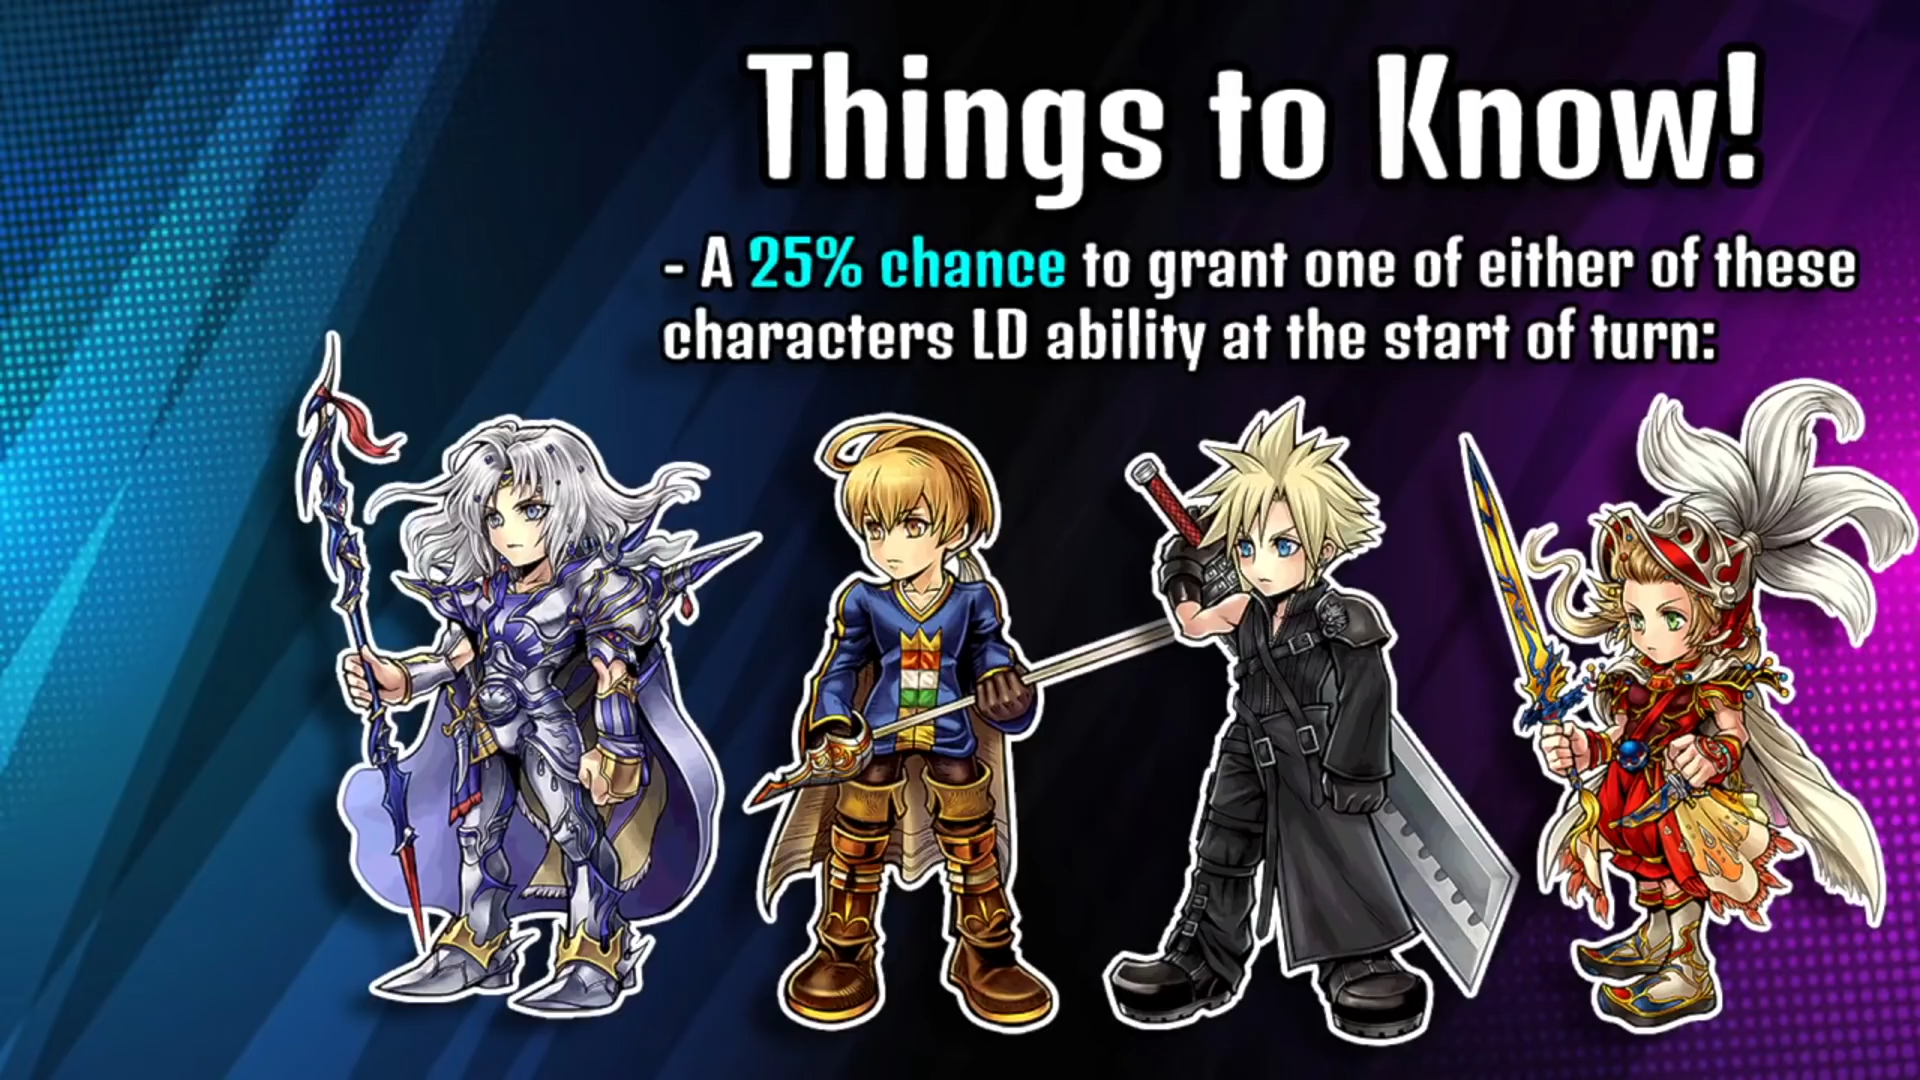 Things to Know!
- A 25% chance to grant one of either of these
characters LD ability at the start of turn: